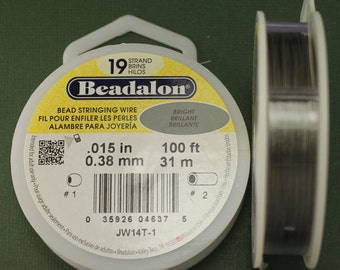 19 STRAND
BRINS
HILOS
Beadalon
BEAD STRINGING WIRE
FIL POUR ENFILER LES PERLES
ALAMBRE PARA JOYERÍA
BRIGHT
BRILLANT
BRILLANTE
.015 in 100 ft
0.38 mm 31 m
# 1 # 2
0 35926 04637 5
JW14T-1